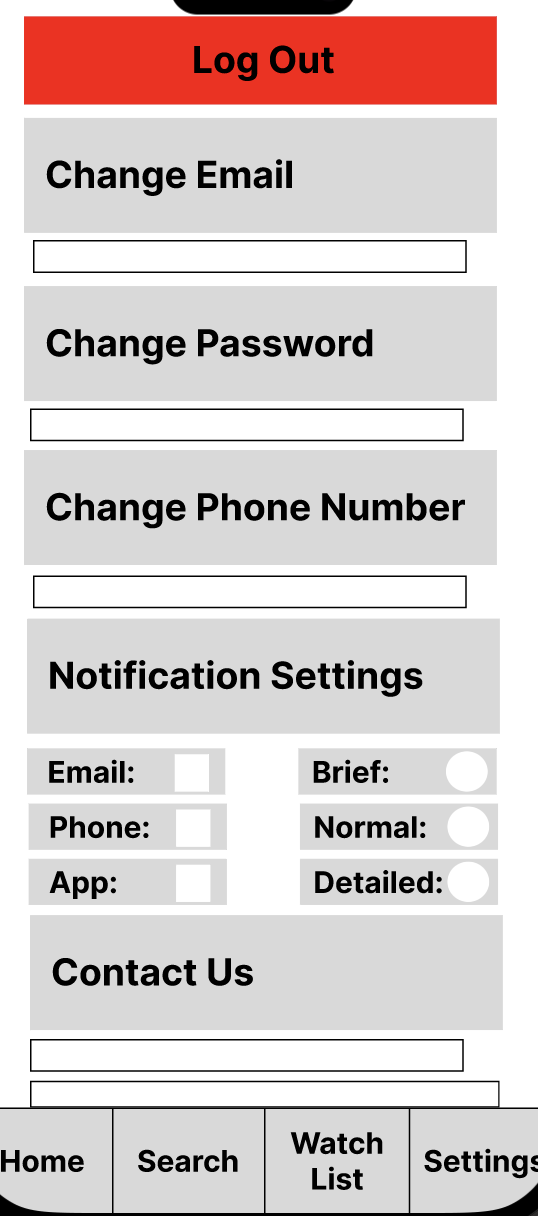 Log Out
Change Email
Change Password
Change Phone Number
Notification Settings
Email:
Brief:
Phone:
Normal:
App:
Detailed:
Contact Us
Home
Search
Watch
List
Settings